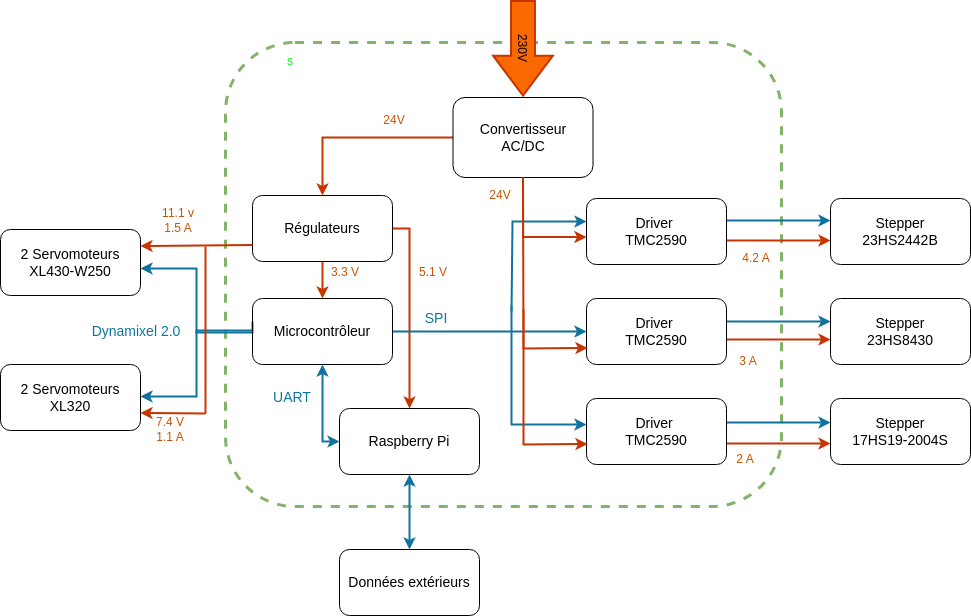 230V
s
Convertisseur
AC/DC
24V
24V
11.1 v
1.5 A
Régulateurs
2 Servomoteurs
XL430-W250
3.3 V
5.1 V
Driver
TMC2590
4.2 A
Stepper
23HS2442B
Dynamixel 2.0
Microcontrôleur
SPI
Driver
TMC2590
3 A
Stepper
23HS8430
2 Servomoteurs
XL320
7.4 V
1.1 A
UART
Raspberry Pi
Driver
TMC2590
2 A
Stepper
17HS19-2004S
Données extérieurs